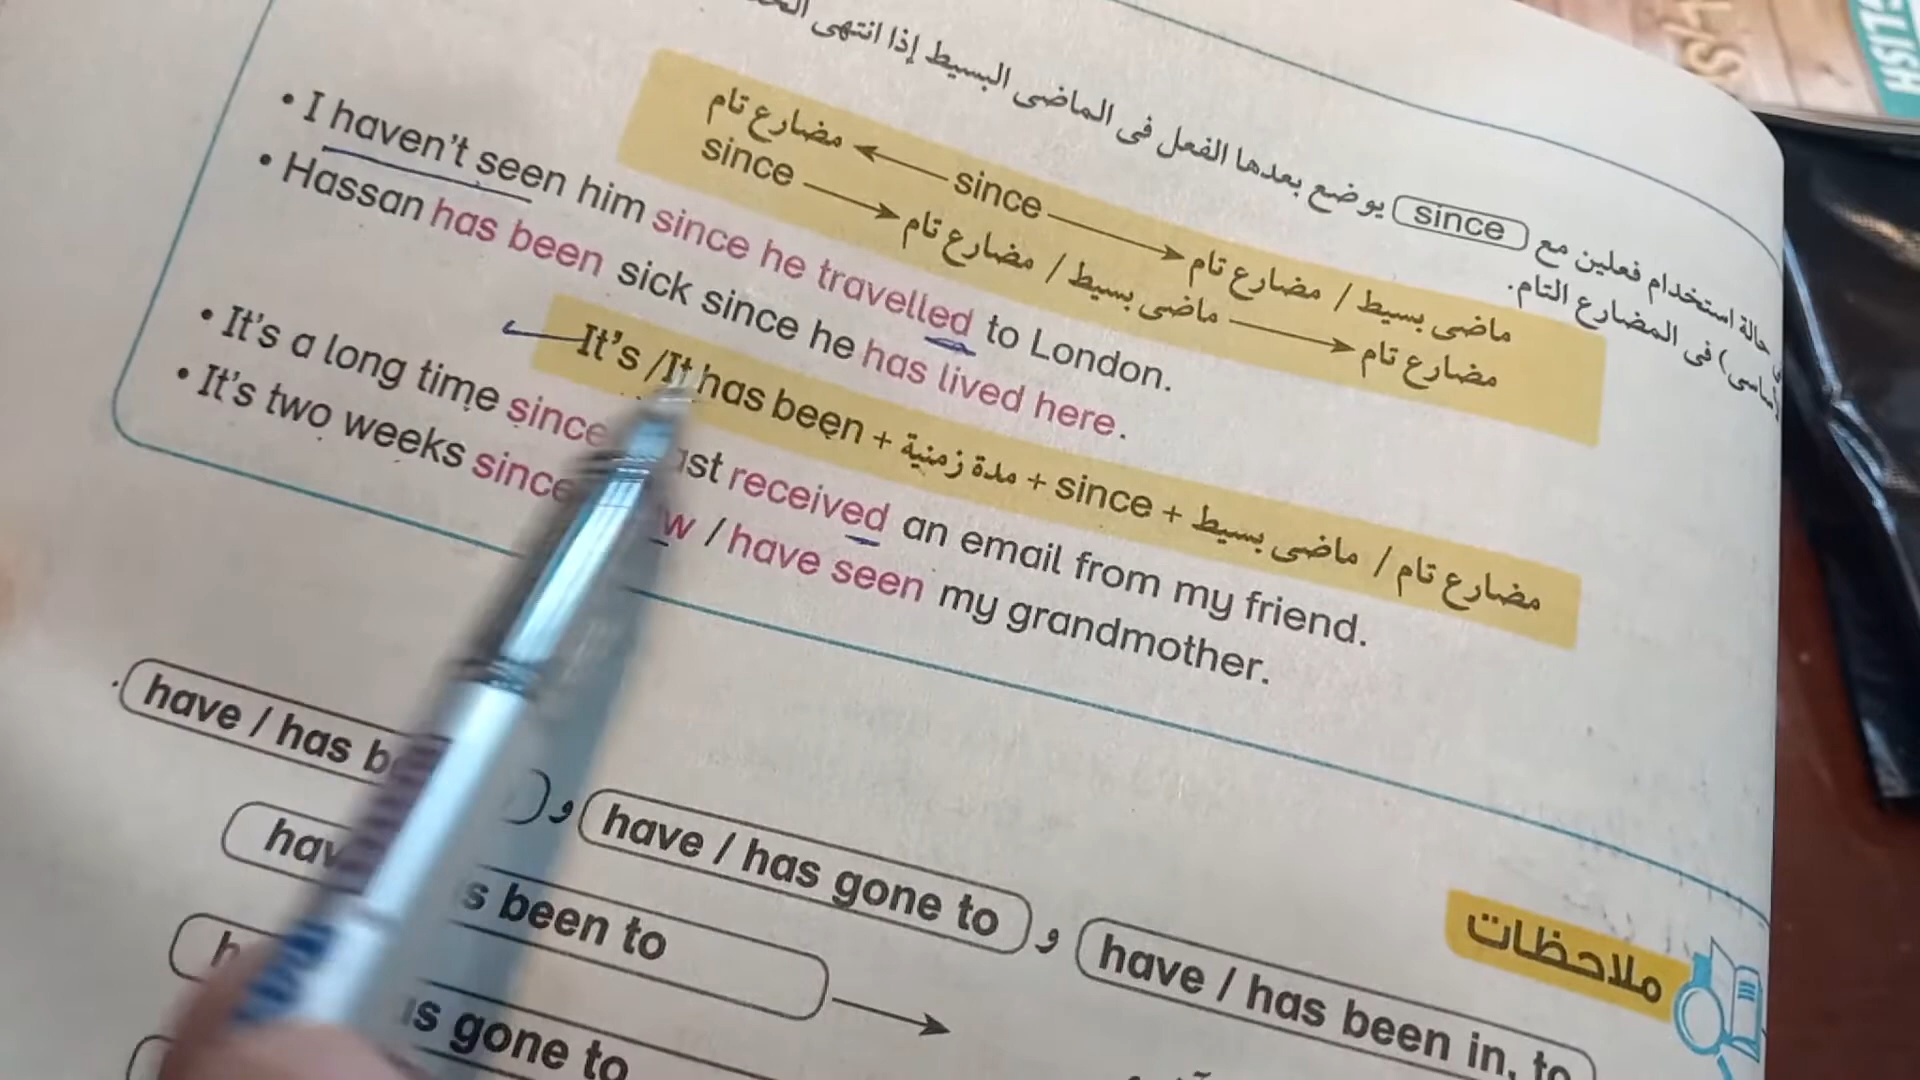 حالة استخدام فعلين مع since يوضع بعدها الفعل فى الماضى البسيط إذا انتهى
فى المضارع التام.
مضارع تام ← since → ماضى بسيط / مضارع تام
since → ماضى بسيط / مضارع تام → مضارع تام
• I haven't seen him since he travelled to London.
• Hassan has been sick since he has lived here.
It's / It has been + مدة زمنية + since + ماضى بسيط / مضارع تام
• It's a long time since last received an email from my friend.
• It's two weeks since / have seen my grandmother.
ملاحظات
have / has و have / has gone to و have / has been in, to
been to
gone to